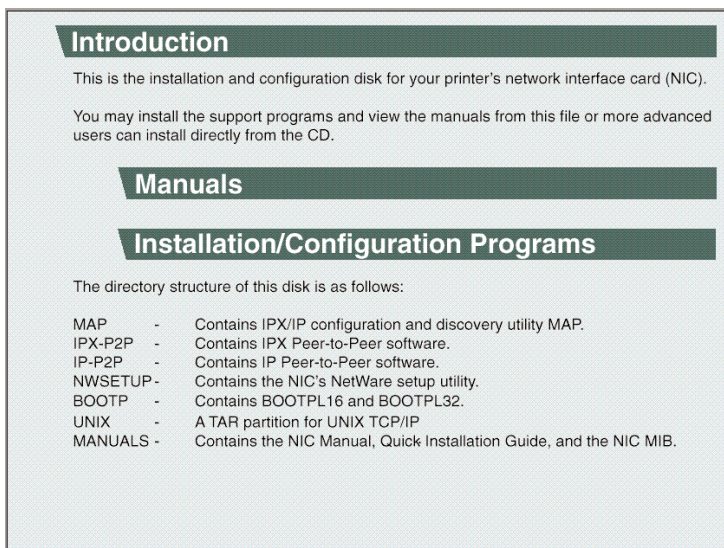 Introduction
This is the installation and configuration disk for your printer's network interface card (NIC).
You may install the support programs and view the manuals from this file or more advanced
users can install directly from the CD.
Manuals
Installation/Configuration Programs
The directory structure of this disk is as follows:
MAP - Contains IPX/IP configuration and discovery utility MAP.
IPX-P2P - Contains IPX Peer-to-Peer software.
IP-P2P - Contains IP Peer-to-Peer software.
NWSETUP - Contains the NIC's NetWare setup utility.
BOOTP - Contains BOOTPL16 and BOOTPL32.
UNIX - A TAR partition for UNIX TCP/IP
MANUALS - Contains the NIC Manual, Quick Installation Guide, and the NIC MIB.